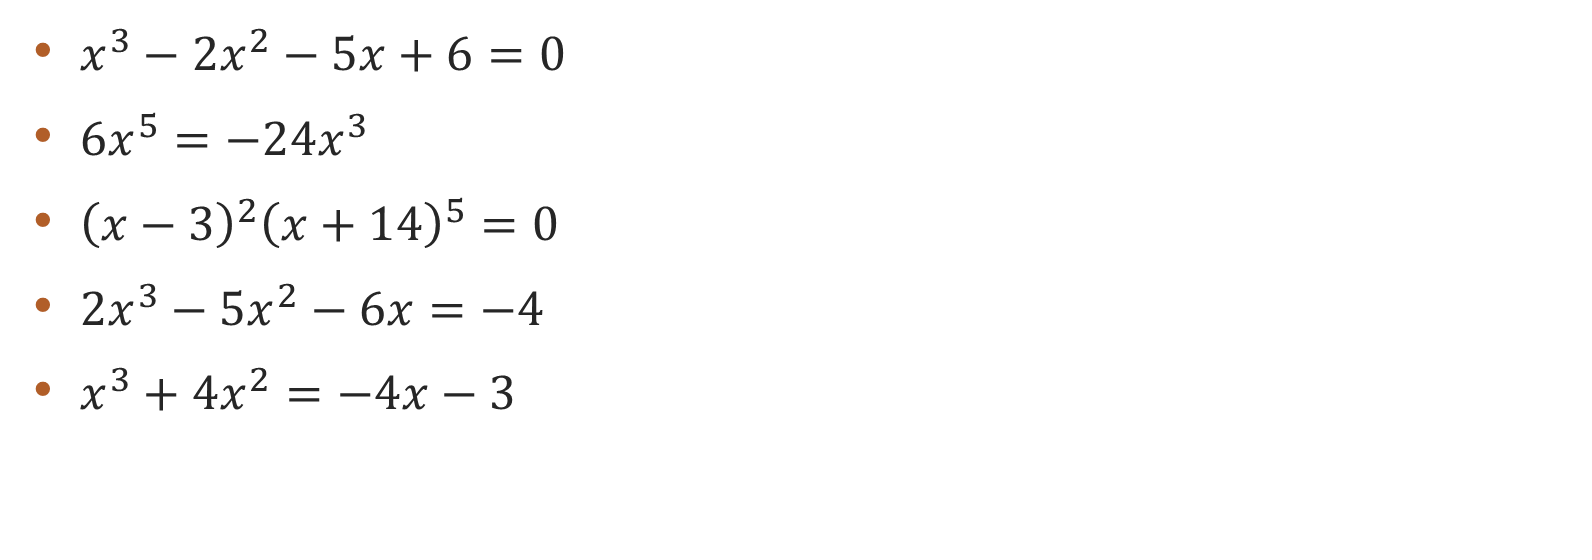 • x³ − 2x² − 5x + 6 = 0
• 6x⁵ = −24x³
• (x − 3)²(x + 14)⁵ = 0
• 2x³ − 5x² − 6x = −4
• x³ + 4x² = −4x − 3